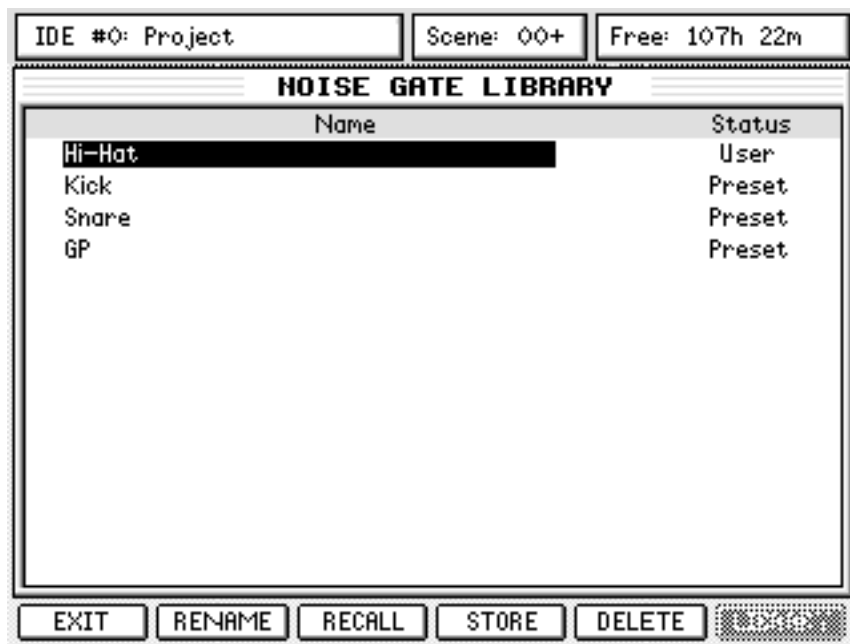 IDE #0: Project
Scene: 00+
Free: 107h 22m
NOISE GATE LIBRARY
Name Status
Hi-Hat User
Kick Preset
Snare Preset
GP Preset
EXIT RENAME RECALL STORE DELETE